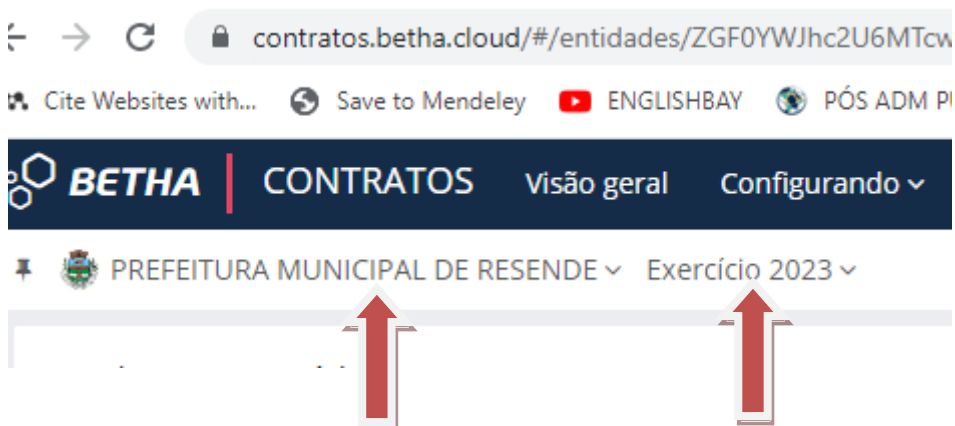 contratos.betha.cloud/#/entidades/ZGF0YWJhc2U6MTcw
Cite Websites with... Save to Mendeley ENGLISHBAY PÓS ADM P
BETHA CONTRATOS Visão geral Configurando
PREFEITURA MUNICIPAL DE RESENDE Exercício 2023